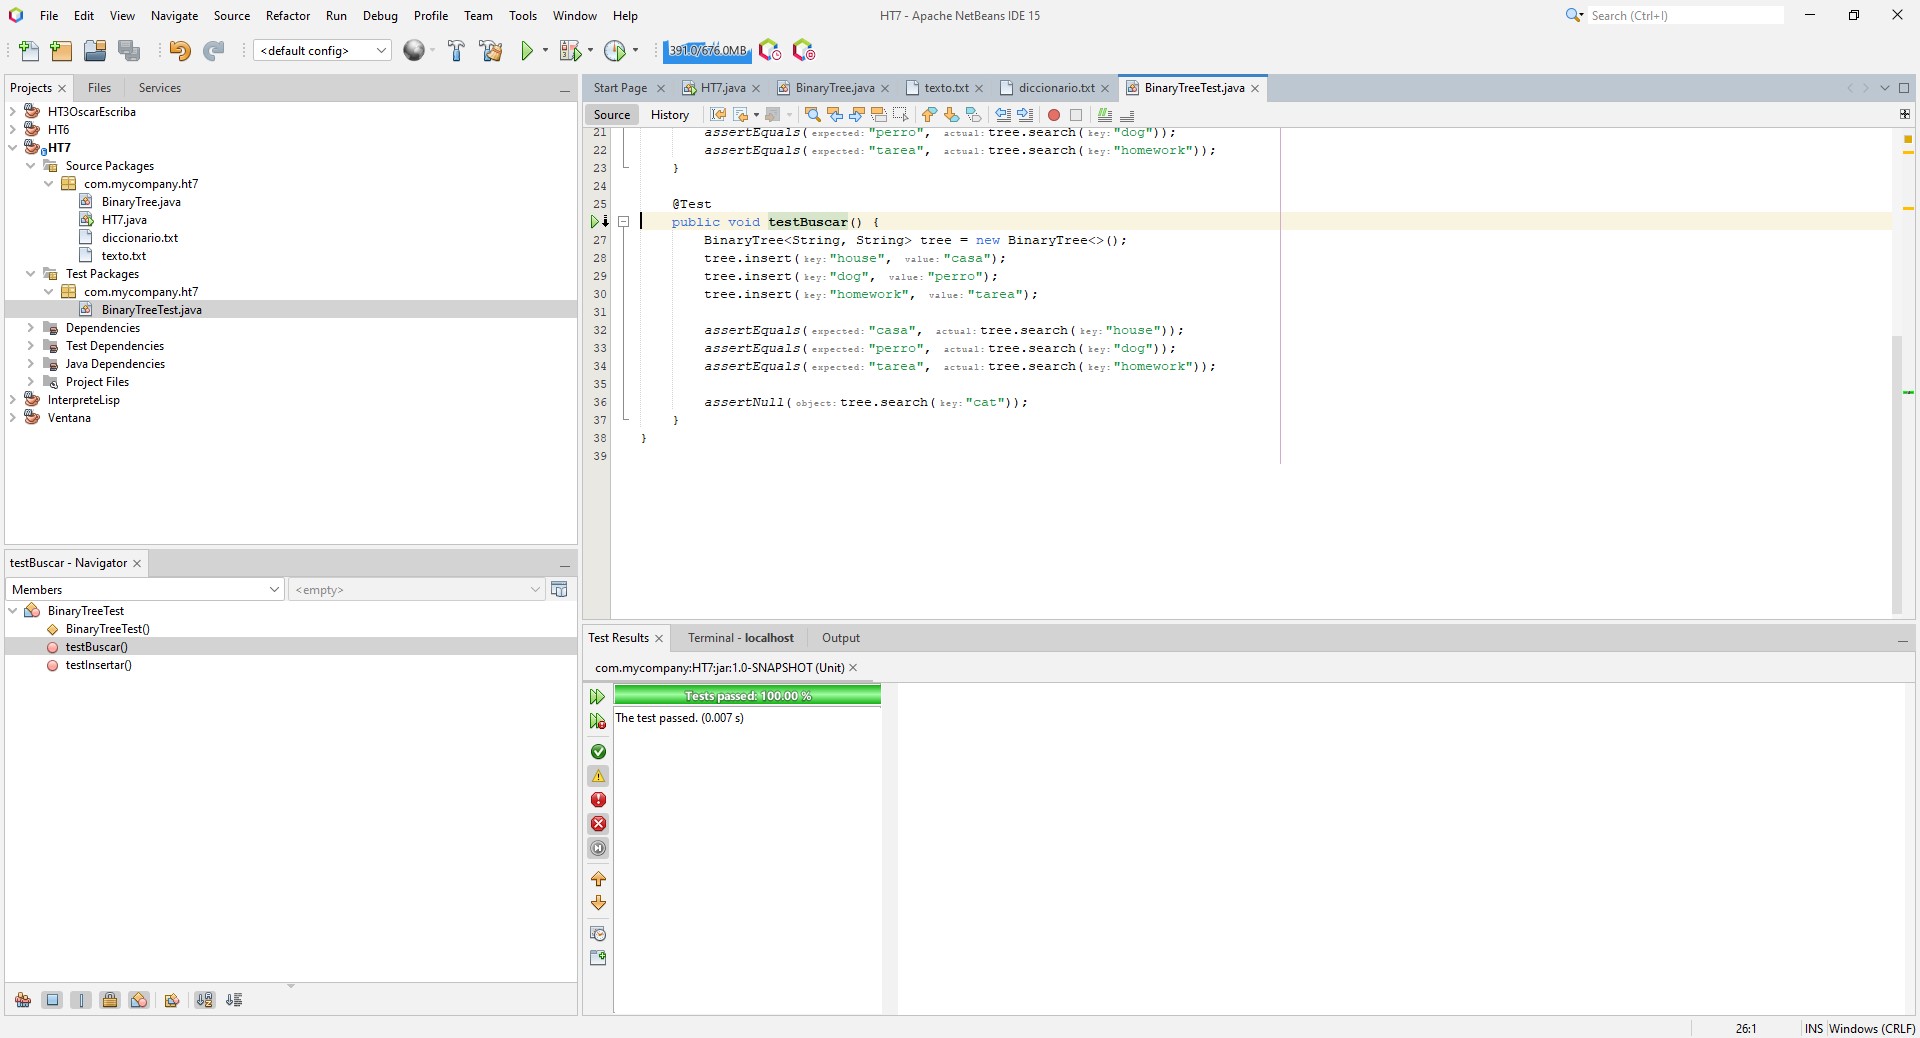 File Edit View Navigate Source Refactor Run Debug Profile Team Tools Window Help
HT7 - Apache NetBeans IDE 15
Search (Ctrl+I)
<default config>
391.0/676.0MB
Projects
Files
Services
HT3OscarEscriba
HT6
HT7
Source Packages
com.mycompany.ht7
BinaryTree.java
HT7.java
diccionario.txt
texto.txt
Test Packages
com.mycompany.ht7
BinaryTreeTest.java
Dependencies
Test Dependencies
Java Dependencies
Project Files
InterpreteLisp
Ventana
testBuscar - Navigator
Members
<empty>
BinaryTreeTest
BinaryTreeTest()
testBuscar()
testInsertar()
Start Page HT7.java BinaryTree.java texto.txt diccionario.txt BinaryTreeTest.java
Source History
21 assertEquals( expected: "perro", actual: tree.search( key: "dog"));
22 assertEquals( expected: "tarea", actual: tree.search( key: "homework"));
23 }
24
25 @Test
public void testBuscar() {
27 BinaryTree<String, String> tree = new BinaryTree<>();
28 tree.insert( key: "house", value: "casa");
29 tree.insert( key: "dog", value: "perro");
30 tree.insert( key: "homework", value: "tarea");
31
32 assertEquals( expected: "casa", actual: tree.search( key: "house"));
33 assertEquals( expected: "perro", actual: tree.search( key: "dog"));
34 assertEquals( expected: "tarea", actual: tree.search( key: "homework"));
35
36 assertNull( object: tree.search( key: "cat"));
37 }
38 }
39
Test Results Terminal - localhost Output
com.mycompany:HT7:jar:1.0-SNAPSHOT (Unit)
Tests passed: 100.00 %
The test passed. (0.007 s)
26:1 INS Windows (CRLF)